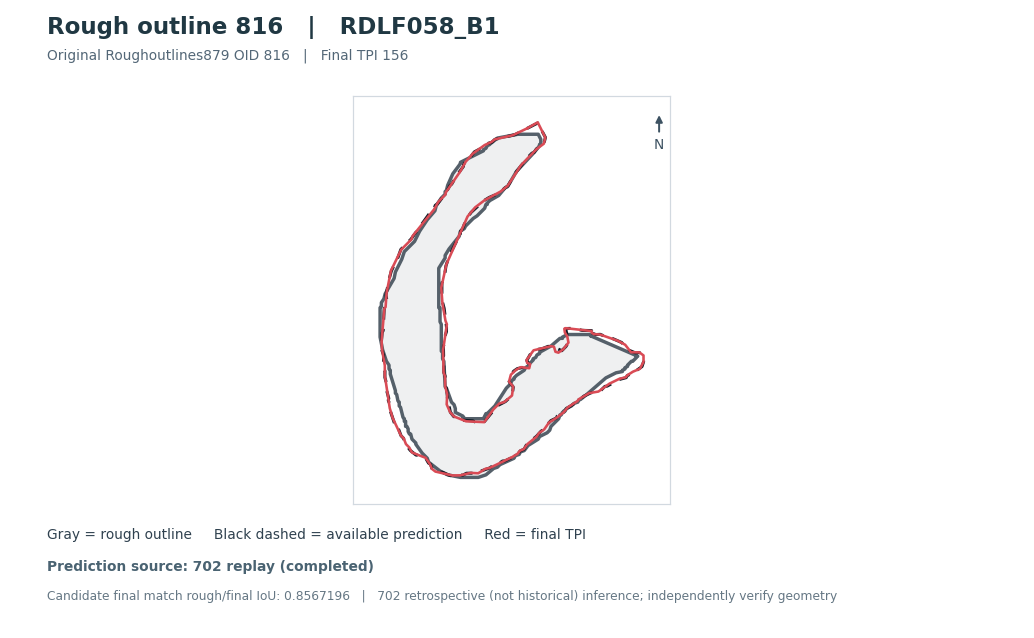 Rough outline 816   |   RDLF058_B1
Original Roughoutlines879 OID 816   |   Final TPI 156
N
Gray = rough outline     Black dashed = available prediction     Red = final TPI
Prediction source: 702 replay (completed)
Candidate final match rough/final IoU: 0.8567196   |   702 retrospective (not historical) inference; independently verify geometry